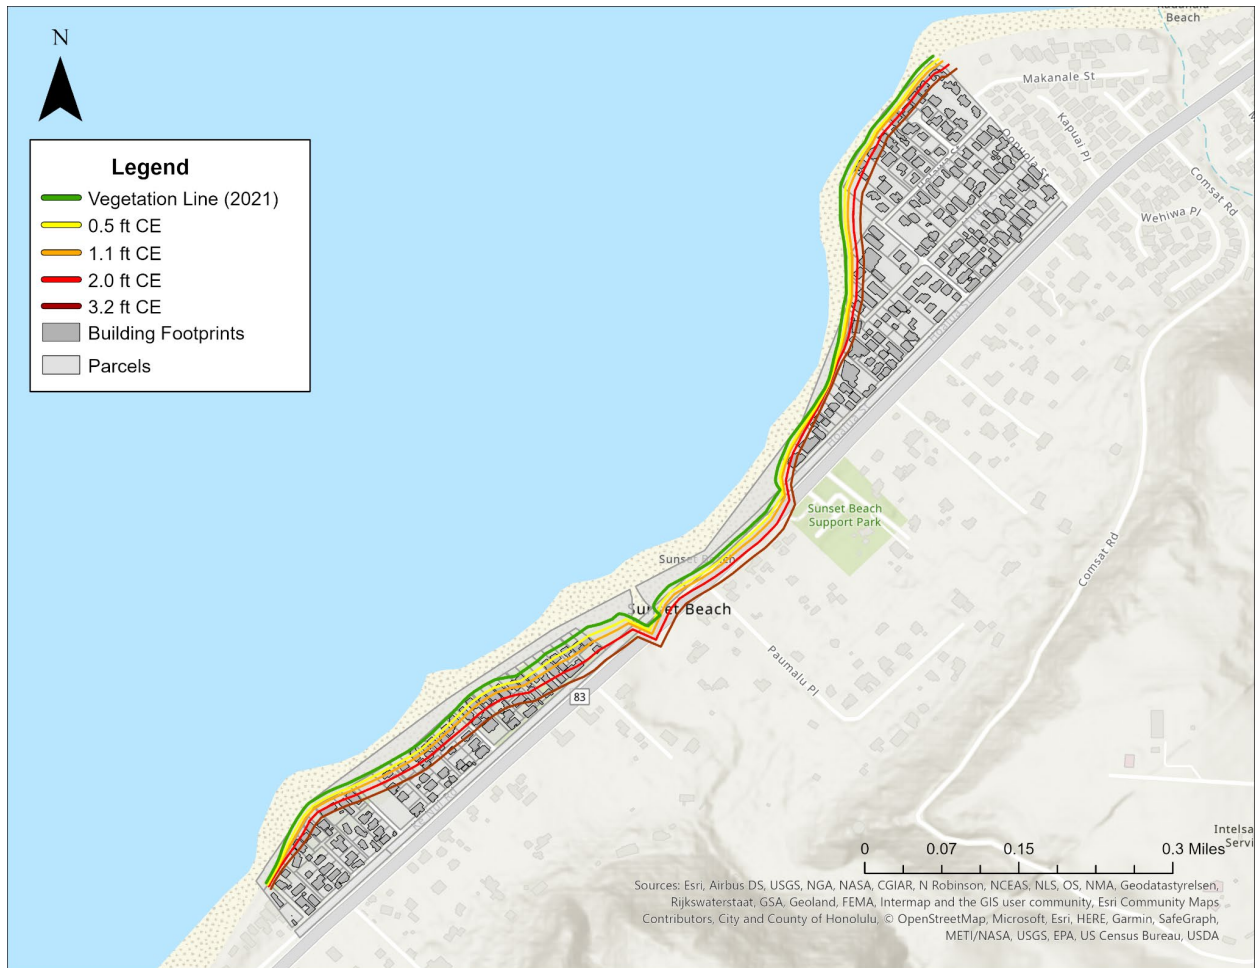 Beach
N
Makanale St
Kapuai Pl
Comsat Rd
Wehiwa Pl
Legend
Vegetation Line (2021)
0.5 ft CE
1.1 ft CE
2.0 ft CE
3.2 ft CE
Building Footprints
Parcels
Sunset Beach
Support Park
Comsat Rd
Sunset Beach
Sunset Beach
Paumalu Pl
83
Intelsa
Servi
0 0.07 0.15 0.3 Miles
Sources: Esri, Airbus DS, USGS, NGA, NASA, CGIAR, N Robinson, NCEAS, NLS, OS, NMA, Geodatastyrelsen,
Rijkswaterstaat, GSA, Geoland, FEMA, Intermap and the GIS user community, Esri Community Maps
Contributors, City and County of Honolulu, © OpenStreetMap, Microsoft, Esri, HERE, Garmin, SafeGraph,
METI/NASA, USGS, EPA, US Census Bureau, USDA